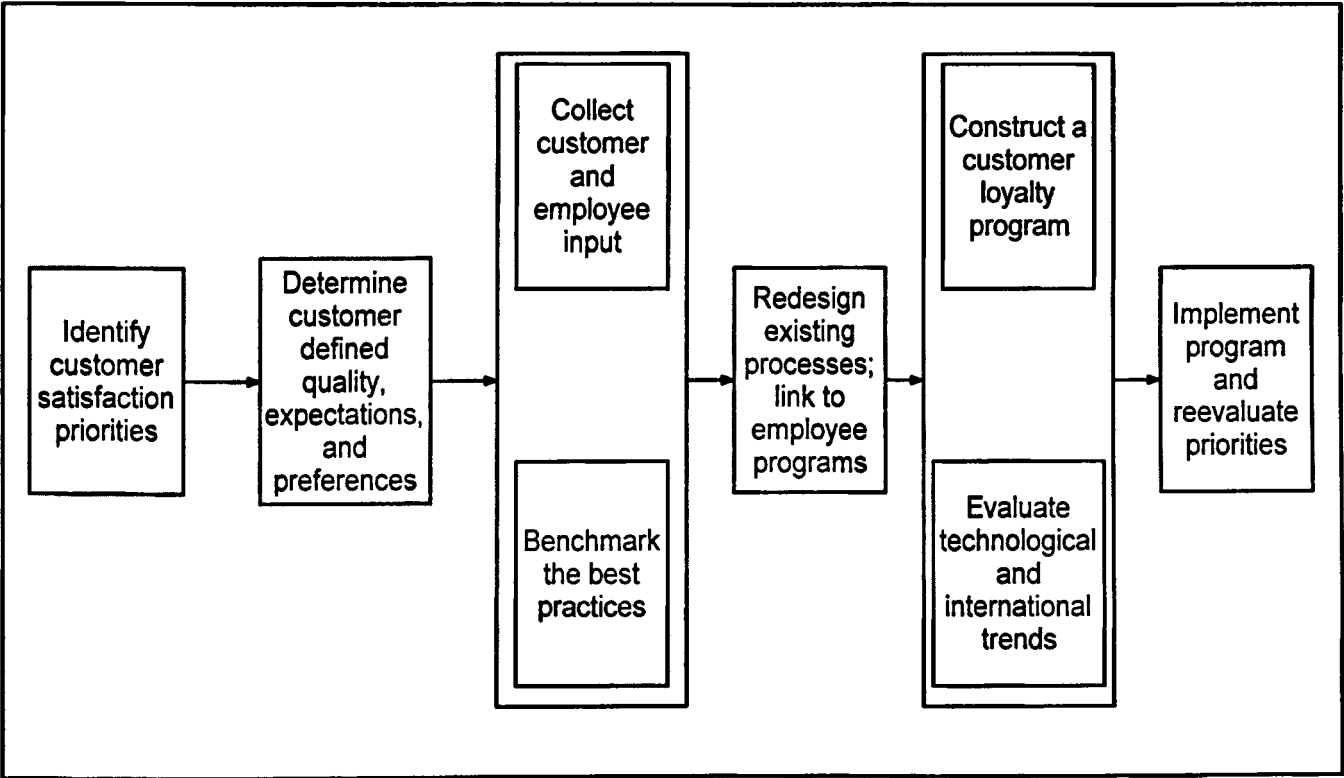 Identify
customer
satisfaction
priorities
Determine
customer
defined
quality,
expectations,
and
preferences
Collect
customer
and
employee
input
Benchmark
the best
practices
Redesign
existing
processes;
link to
employee
programs
Construct a
customer
loyalty
program
Evaluate
technological
and
international
trends
Implement
program
and
reevaluate
priorities